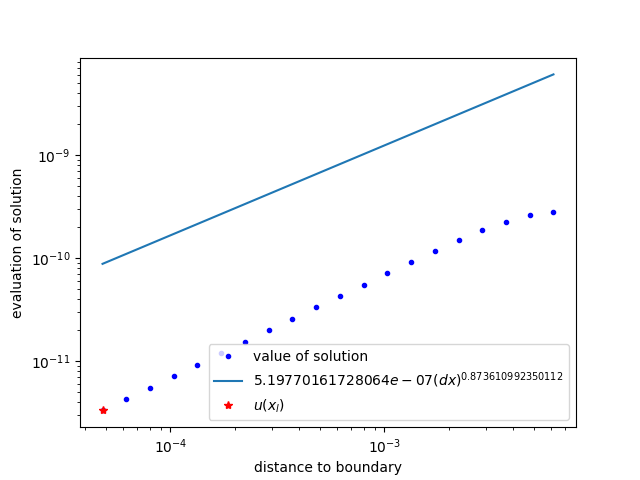 evaluation of solution
10⁻⁹
10⁻¹⁰
10⁻¹¹
value of solution
5.19770161728064e − 07(dx)^0.873610992350112
u(x_l)
10⁻⁴
10⁻³
distance to boundary